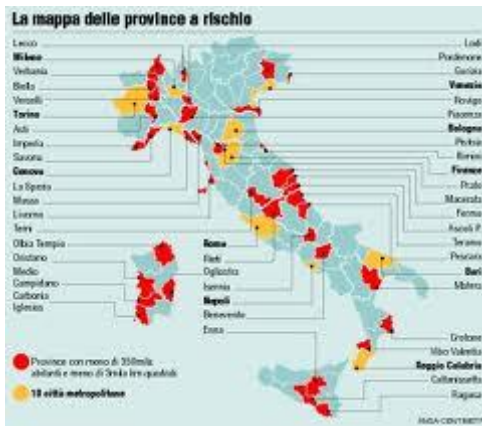 La mappa delle province a rischio
Lecco
Milano
Verbania
Biella
Vercelli
Torino
Asti
Imperia
Savona
Genova
La Spezia
Massa
Livorno
Terni
Olbia Tempio
Oristano
Medio
Campidano
Carbonia
Iglesias
Roma
Rieti
Ogliastra
Isernia
Napoli
Benevento
Enna
Lodi
Pordenone
Gorizia
Venezia
Rovigo
Piacenza
Bologna
Pistoia
Rimini
Firenze
Prato
Macerata
Fermo
Ascoli P.
Teramo
Pescara
Bari
Matera
Crotone
Vibo Valentia
Reggio Calabria
Caltanissetta
Ragusa
Province con meno di 350mila
abitanti e meno di 3mila km quadrati
10 città metropolitane
ANSA-CENTIMETRI